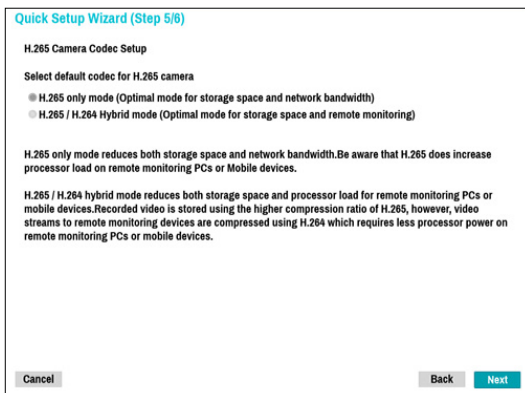 Quick Setup Wizard (Step 5/6)
H.265 Camera Codec Setup
Select default codec for H.265 camera
H.265 only mode (Optimal mode for storage space and network bandwidth)
H.265 / H.264 Hybrid mode (Optimal mode for storage space and remote monitoring)
H.265 only mode reduces both storage space and network bandwidth.Be aware that H.265 does increase
processor load on remote monitoring PCs or Mobile devices.
H.265 / H.264 hybrid mode reduces both storage space and processor load for remote monitoring PCs or
mobile devices.Recorded video is stored using the higher compression ratio of H.265, however, video
streams to remote monitoring devices are compressed using H.264 which requires less processor power on
remote monitoring PCs or mobile devices.
Cancel Back Next